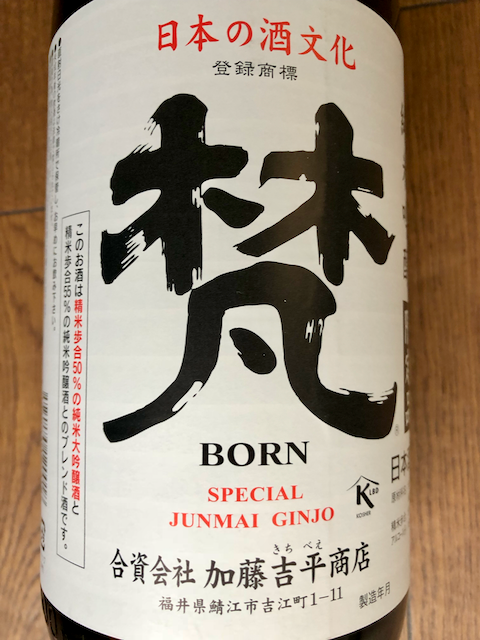 日本の酒文化
登録商標
梵
BORN
SPECIAL
JUNMAI GINJO
KLBD
KOSHER
合資会社 加藤吉平商店
きちべえ
福井県鯖江市吉江町1-11
製造年月
このお酒は精米歩合50%の純米大吟醸酒と
精米歩合55%の純米吟醸酒とのブレンド酒です。